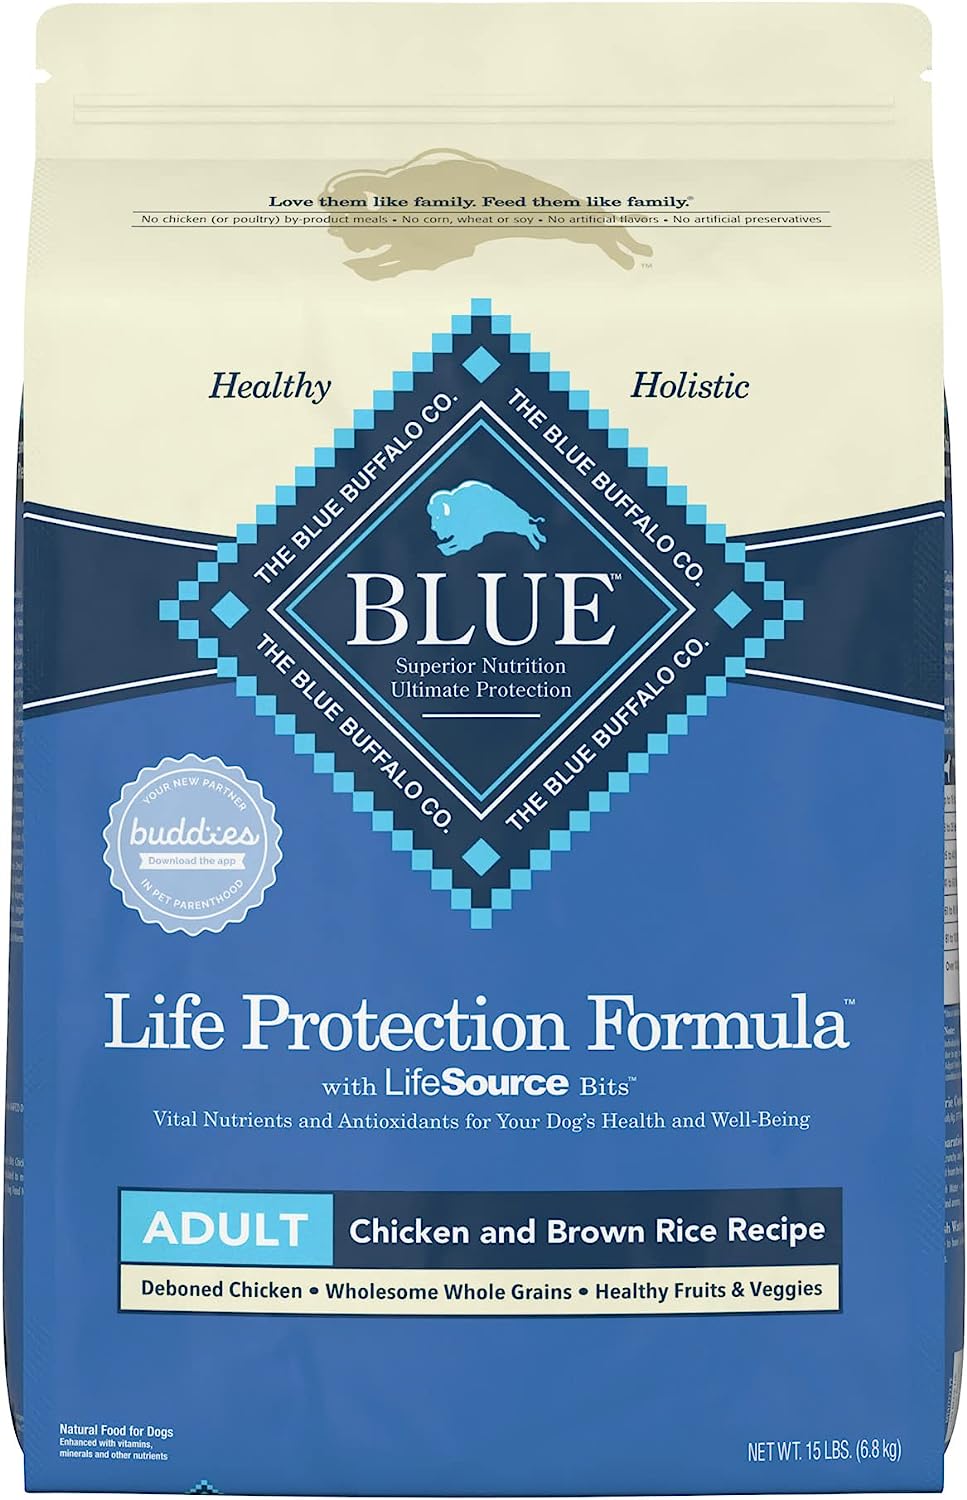 Love them like family. Feed them like family.®
No chicken (or poultry) by-product meals • No corn, wheat or soy • No artificial flavors • No artificial preservatives
™
Healthy
Holistic
THE BLUE BUFFALO CO.
THE BLUE BUFFALO CO.
BLUE™
Superior Nutrition
Ultimate Protection
THE BLUE BUFFALO CO.
THE BLUE BUFFALO CO.
YOUR NEW PARTNER
buddies
Download the app
IN PET PARENTHOOD
Life Protection Formula™
with LifeSource Bits™
Vital Nutrients and Antioxidants for Your Dog's Health and Well-Being
ADULT Chicken and Brown Rice Recipe
Deboned Chicken • Wholesome Whole Grains • Healthy Fruits & Veggies
Natural Food for Dogs
Enhanced with vitamins,
minerals and other nutrients
NET WT. 15 LBS. (6.8 kg)